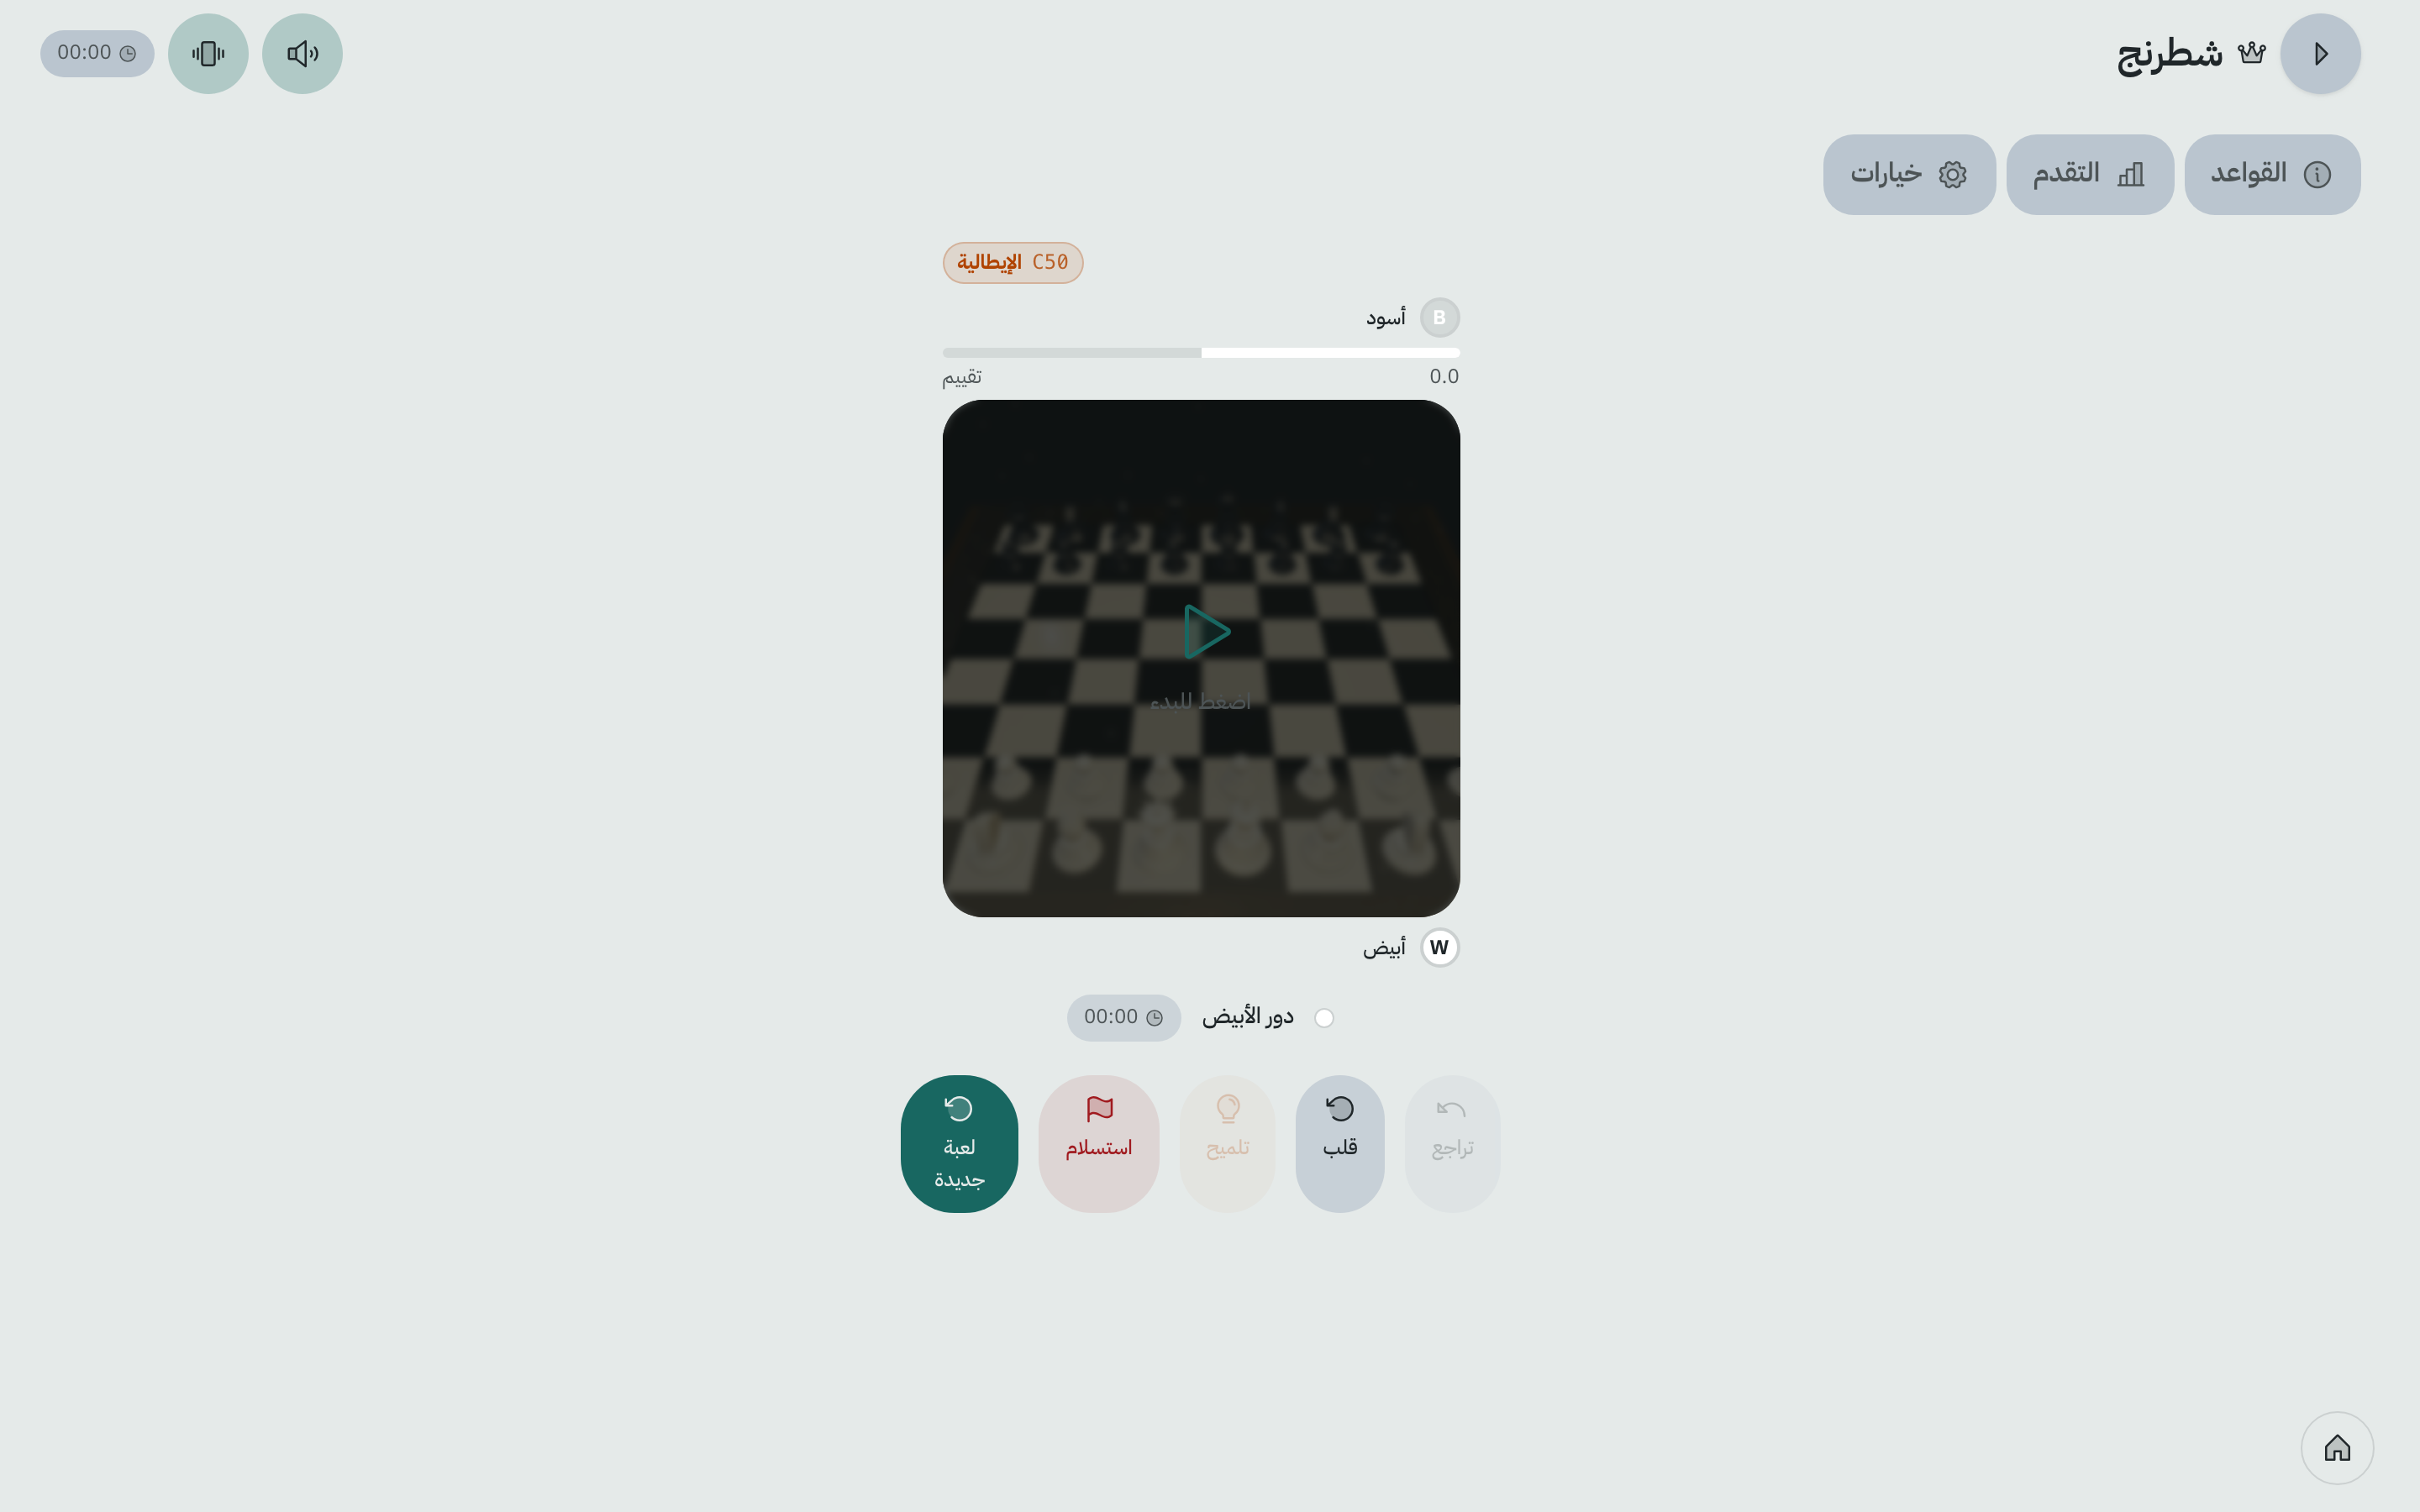 شطرنج
00:00
القواعد
التقدم
خيارات
C50 الإيطالية
B أسود
0.0 تقييم
اضغط للبدء
W أبيض
دور الأبيض 00:00
تراجع
قلب
تلميح
استسلام
لعبة
جديدة